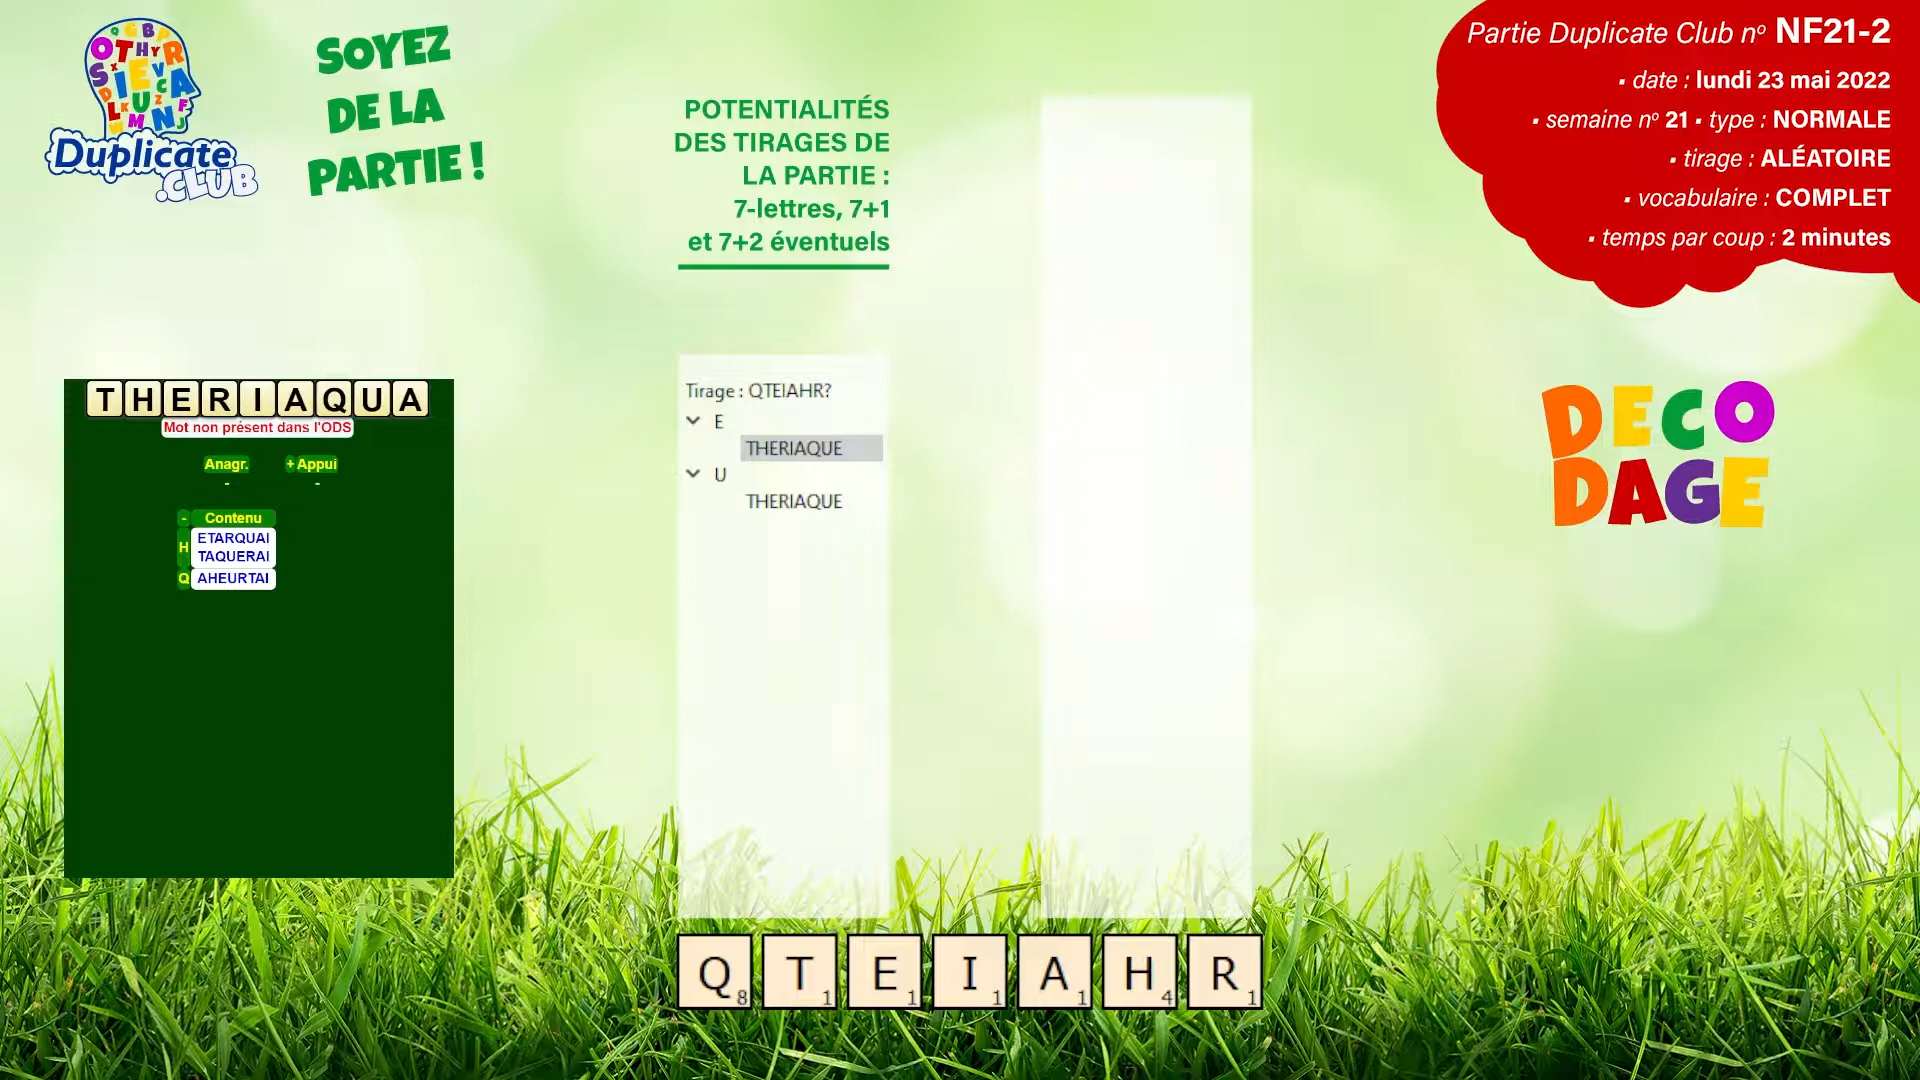 Duplicate
.CLUB
SOYEZ
DE LA
PARTIE !
POTENTIALITÉS
DES TIRAGES DE
LA PARTIE :
7-lettres, 7+1
et 7+2 éventuels
Partie Duplicate Club nº NF21-2
• date : lundi 23 mai 2022
• semaine nº 21 • type : NORMALE
• tirage : ALÉATOIRE
• vocabulaire : COMPLET
• temps par coup : 2 minutes
THERIAQUA
Mot non présent dans l'ODS
Anagr. +Appui
- -
- Contenu
H ETARQUAI
TAQUERAI
Q AHEURTAI
Tirage : QTEIAHR?
E
THERIAQUE
U
THERIAQUE
DECO
DAGE
Q8 T1 E1 I1 A1 H4 R1